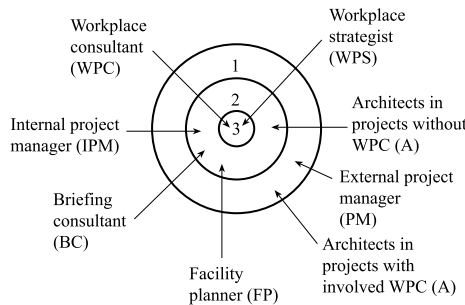 Workplace
consultant
(WPC)
Workplace
strategist
(WPS)
1
2
3
Internal project
manager (IPM)
Architects in
projects without
WPC (A)
External project
manager
(PM)
Briefing
consultant
(BC)
Facility
planner (FP)
Architects in
projects with
involved WPC (A)